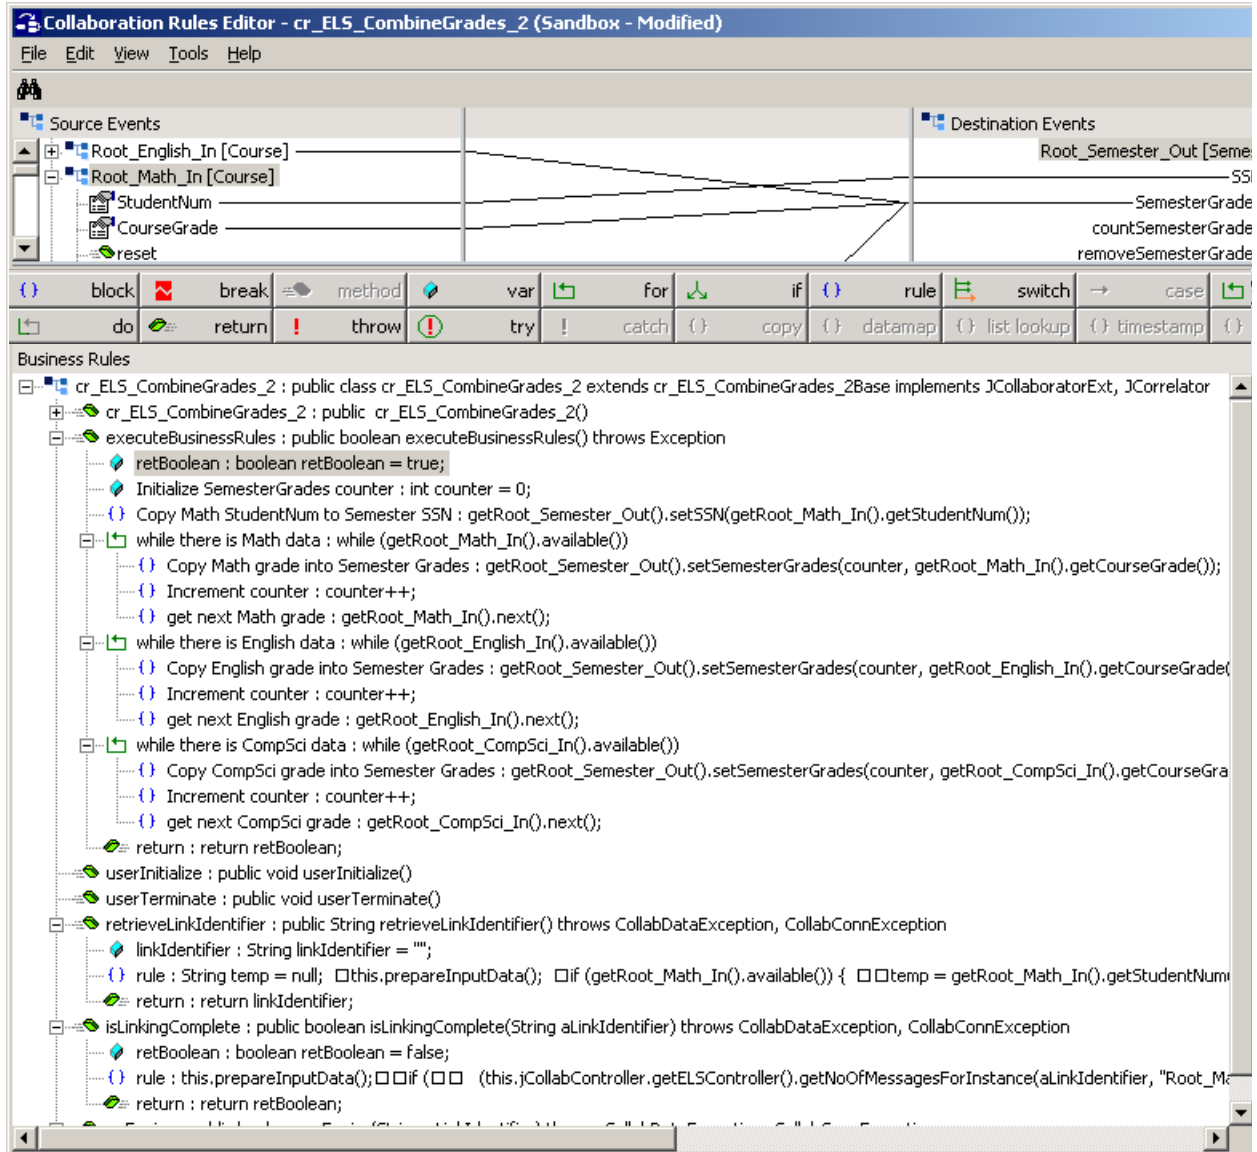 Collaboration Rules Editor - cr_ELS_CombineGrades_2 (Sandbox - Modified)
File Edit View Tools Help
Source Events
Destination Events
Root_English_In [Course]
Root_Semester_Out [Semes
Root_Math_In [Course]
SSN
StudentNum
SemesterGrade
CourseGrade
countSemesterGrade
reset
removeSemesterGrade
block break method var for if rule switch case
do return throw try catch copy datamap list lookup timestamp
Business Rules
cr_ELS_CombineGrades_2 : public class cr_ELS_CombineGrades_2 extends cr_ELS_CombineGrades_2Base implements JCollaboratorExt, JCorrelator
cr_ELS_CombineGrades_2 : public cr_ELS_CombineGrades_2()
executeBusinessRules : public boolean executeBusinessRules() throws Exception
retBoolean : boolean retBoolean = true;
Initialize SemesterGrades counter : int counter = 0;
{} Copy Math StudentNum to Semester SSN : getRoot_Semester_Out().setSSN(getRoot_Math_In().getStudentNum());
while there is Math data : while (getRoot_Math_In().available())
{} Copy Math grade into Semester Grades : getRoot_Semester_Out().setSemesterGrades(counter, getRoot_Math_In().getCourseGrade());
{} Increment counter : counter++;
{} get next Math grade : getRoot_Math_In().next();
while there is English data : while (getRoot_English_In().available())
{} Copy English grade into Semester Grades : getRoot_Semester_Out().setSemesterGrades(counter, getRoot_English_In().getCourseGrade(
{} Increment counter : counter++;
{} get next English grade : getRoot_English_In().next();
while there is CompSci data : while (getRoot_CompSci_In().available())
{} Copy CompSci grade into Semester Grades : getRoot_Semester_Out().setSemesterGrades(counter, getRoot_CompSci_In().getCourseGra
{} Increment counter : counter++;
{} get next CompSci grade : getRoot_CompSci_In().next();
return : return retBoolean;
userInitialize : public void userInitialize()
userTerminate : public void userTerminate()
retrieveLinkIdentifier : public String retrieveLinkIdentifier() throws CollabDataException, CollabConnException
linkIdentifier : String linkIdentifier = "";
{} rule : String temp = null; □this.prepareInputData(); □if (getRoot_Math_In().available()) { □□temp = getRoot_Math_In().getStudentNum(
return : return linkIdentifier;
isLinkingComplete : public boolean isLinkingComplete(String aLinkIdentifier) throws CollabDataException, CollabConnException
retBoolean : boolean retBoolean = false;
{} rule : this.prepareInputData();□□if (□□ (this.jCollabController.getELSController().getNoOfMessagesForInstance(aLinkIdentifier, "Root_Ma
return : return retBoolean;